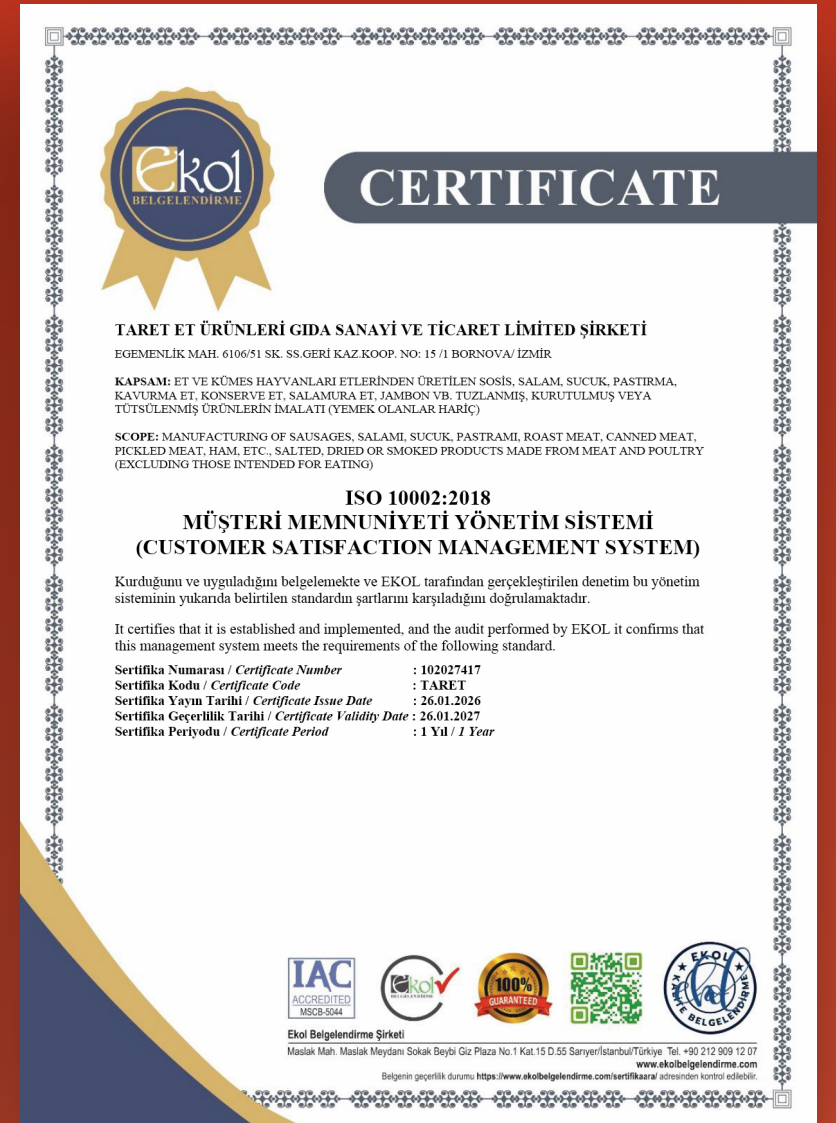 Ekol
BELGELENDİRME
CERTIFICATE
TARET ET ÜRÜNLERİ GIDA SANAYİ VE TİCARET LİMİTED ŞİRKETİ
EGEMENLİK MAH. 6106/51 SK. SS.GERİ KAZ.KOOP. NO: 15 /1 BORNOVA/ İZMİR
KAPSAM: ET VE KÜMES HAYVANLARI ETLERİNDEN ÜRETİLEN SOSİS, SALAM, SUCUK, PASTIRMA,
KAVURMA ET, KONSERVE ET, SALAMURA ET, JAMBON VB. TUZLANMIŞ, KURUTULMUŞ VEYA
TÜTSÜLENMİŞ ÜRÜNLERİN İMALATI (YEMEK OLANLAR HARİÇ)
SCOPE: MANUFACTURING OF SAUSAGES, SALAMI, SUCUK, PASTRAMI, ROAST MEAT, CANNED MEAT,
PICKLED MEAT, HAM, ETC., SALTED, DRIED OR SMOKED PRODUCTS MADE FROM MEAT AND POULTRY
(EXCLUDING THOSE INTENDED FOR EATING)
ISO 10002:2018
MÜŞTERİ MEMNUNİYETİ YÖNETİM SİSTEMİ
(CUSTOMER SATISFACTION MANAGEMENT SYSTEM)
Kurduğunu ve uyguladığını belgelemekte ve EKOL tarafından gerçekleştirilen denetim bu yönetim
sisteminin yukarıda belirtilen standardın şartlarını karşıladığını doğrulamaktadır.
It certifies that it is established and implemented, and the audit performed by EKOL it confirms that
this management system meets the requirements of the following standard.
Sertifika Numarası / Certificate Number : 102027417
Sertifika Kodu / Certificate Code : TARET
Sertifika Yayın Tarihi / Certificate Issue Date : 26.01.2026
Sertifika Geçerlilik Tarihi / Certificate Validity Date : 26.01.2027
Sertifika Periyodu / Certificate Period : 1 Yıl / 1 Year
IAC
ACCREDITED
MSCB-5044
Ekol
BELGELENDİRME
100%
GUARANTEED
EKOL
KALİTE BELGELENDİRME
Ekol Belgelendirme Şirketi
Maslak Mah. Maslak Meydanı Sokak Beybi Giz Plaza No.1 Kat.15 D.55 Sarıyer/İstanbul/Türkiye Tel. +90 212 909 12 07
www.ekolbelgelendirme.com
Belgenin geçerlilik durumu https://www.ekolbelgelendirme.com/sertifikaara/ adresinden kontrol edilebilir.